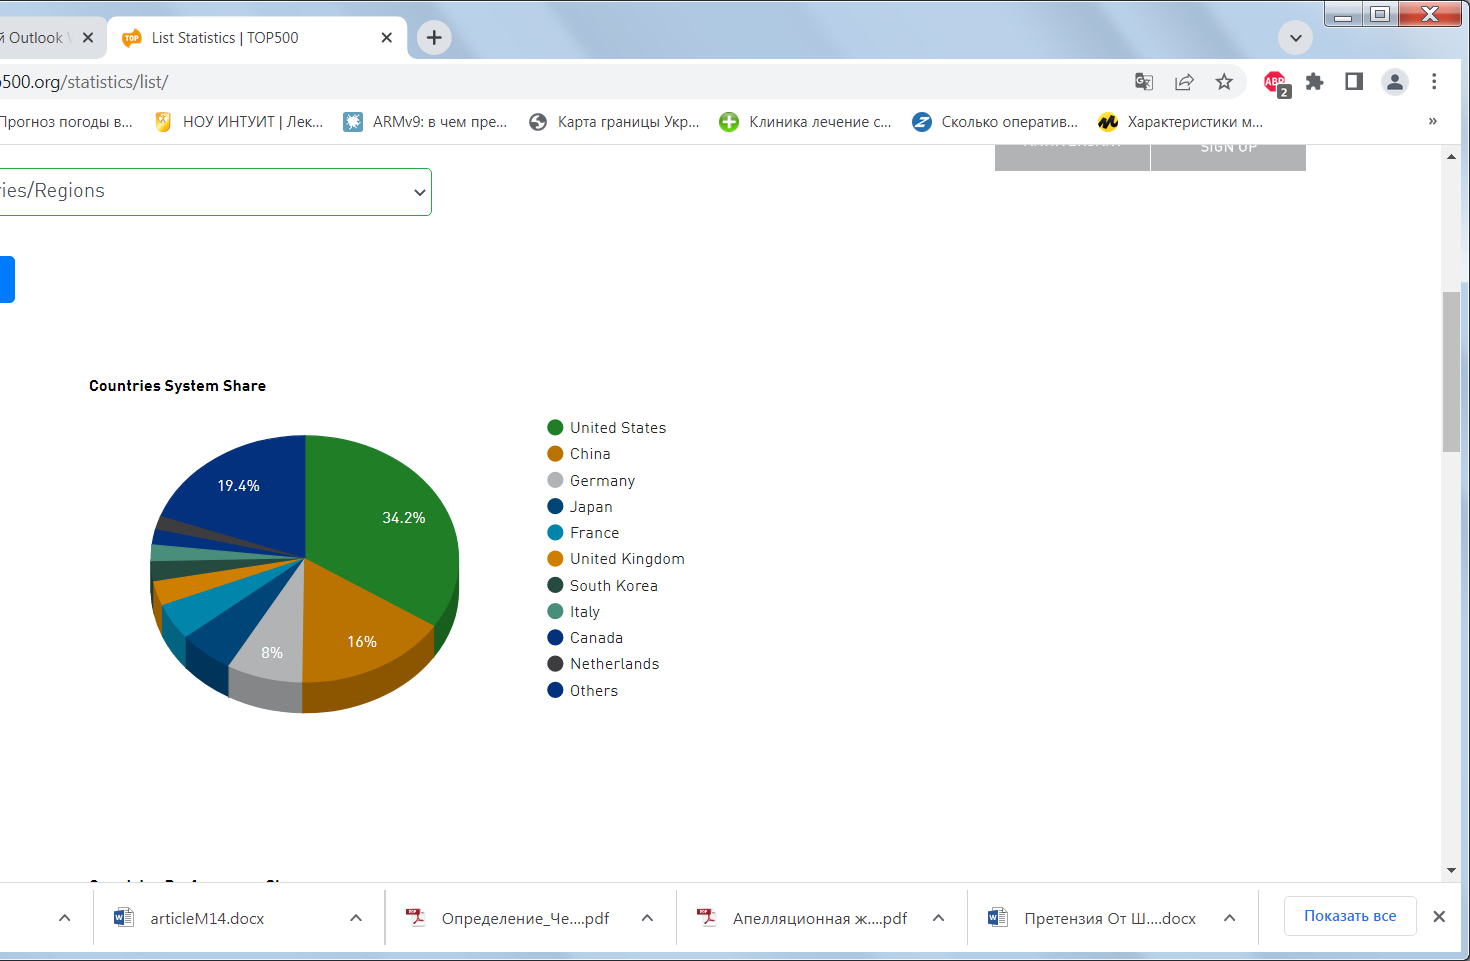 й Outlook
List Statistics | TOP500
500.org/statistics/list/
ABP
2
Прогноз погоды в...
НОУ ИНТУИТ | Лек...
ARMv9: в чем пре...
Карта границы Укр...
Клиника лечение с...
Сколько оператив...
Характеристики м...
»
SIGN UP
ries/Regions
Countries System Share
19.4%
34.2%
16%
8%
United States
China
Germany
Japan
France
United Kingdom
South Korea
Italy
Canada
Netherlands
Others
articleM14.docx
Определение_Че....pdf
Апелляционная ж....pdf
Претензия От Ш....docx
Показать все